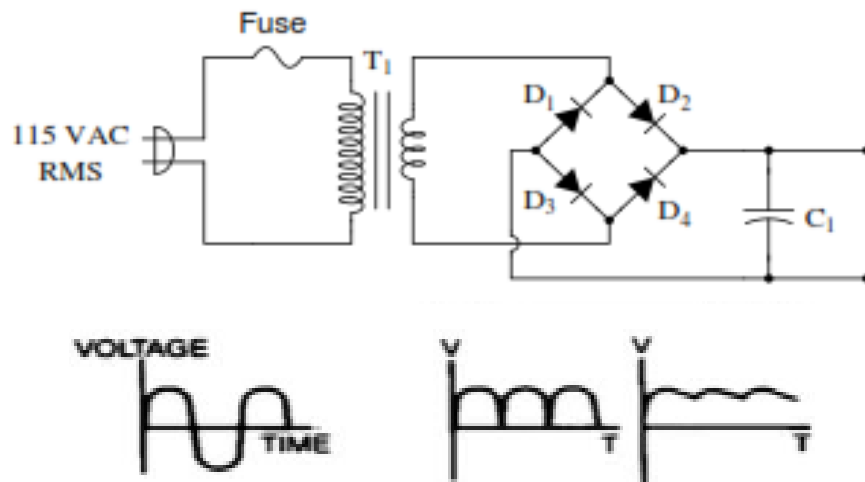 Fuse
T1
115 VAC
RMS
D1
D2
D3
D4
C1
VOLTAGE
TIME
V
T
V
T